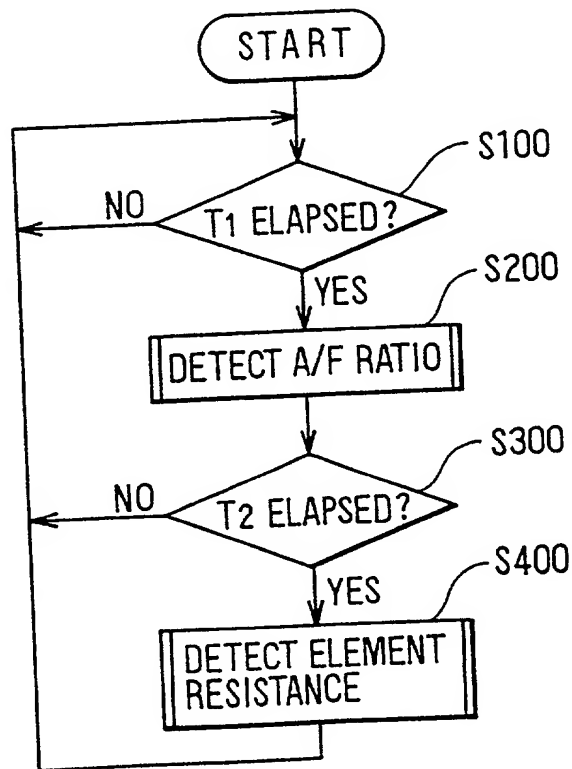 START
S100
NO
T1 ELAPSED?
YES
S200
DETECT A/F RATIO
S300
NO
T2 ELAPSED?
YES
S400
DETECT ELEMENT
RESISTANCE